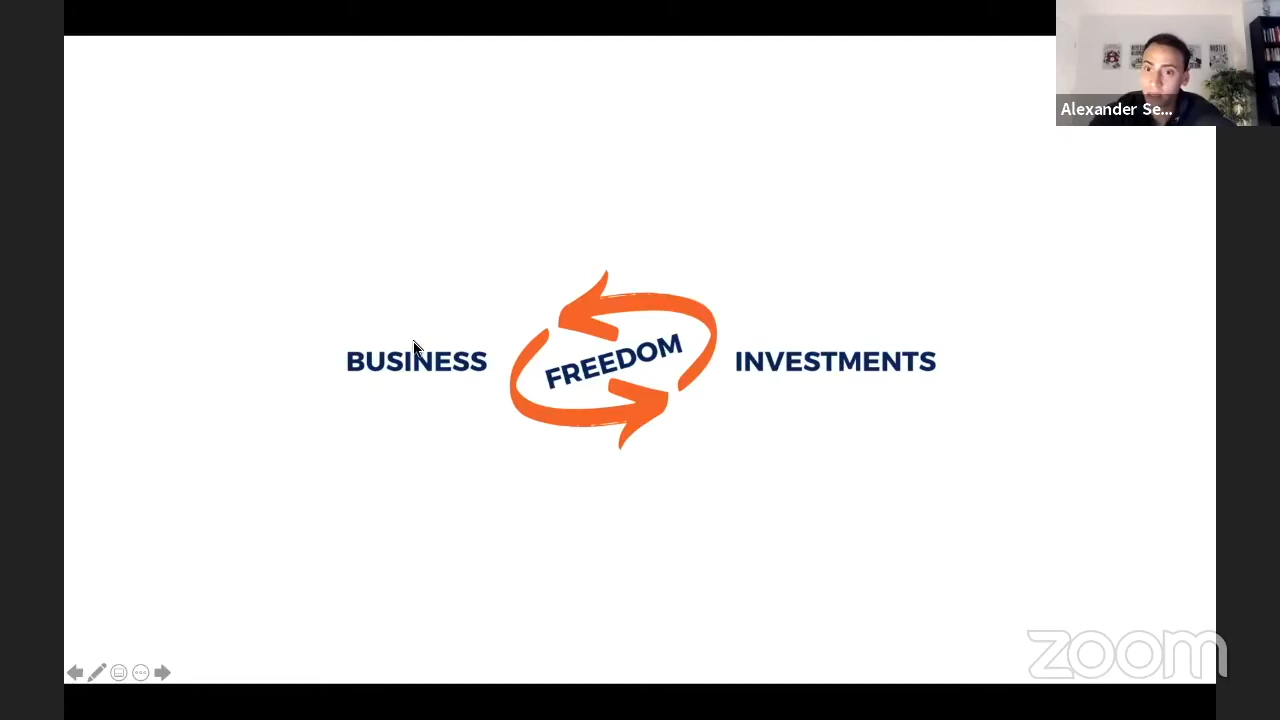 Alexander Se...
FREEDOM
BUSINESS
INVESTMENTS
zoom